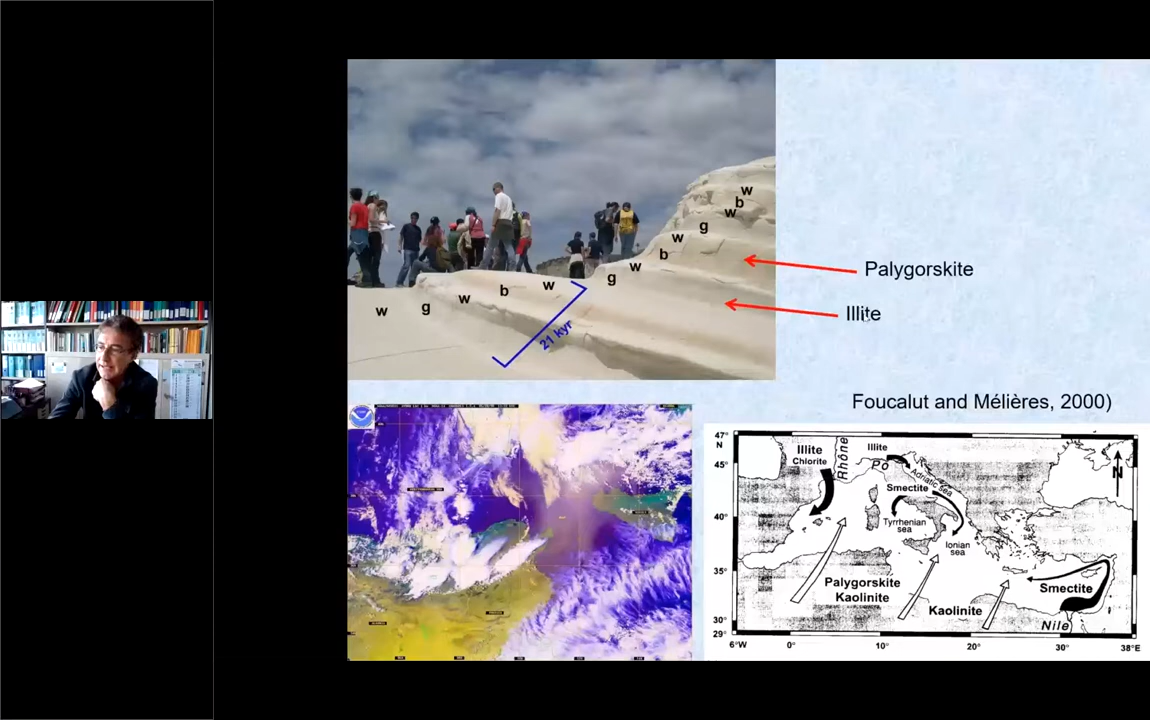 w
b
w
g
w
b
w
g
w
b
w
g
w
21 kyr
Palygorskite
Illite
Foucalut and Mélières, 2000)
47°
N
45°
40°
35°
30°
29°
6°W
0°
10°
20°
30°
38°E
Illite
Chlorite
Rhône
Illite
Po
Adriatic sea
Smectite
Tyrrhenian
sea
Ionian
sea
N
Palygorskite
Kaolinite
Kaolinite
Smectite
Nile